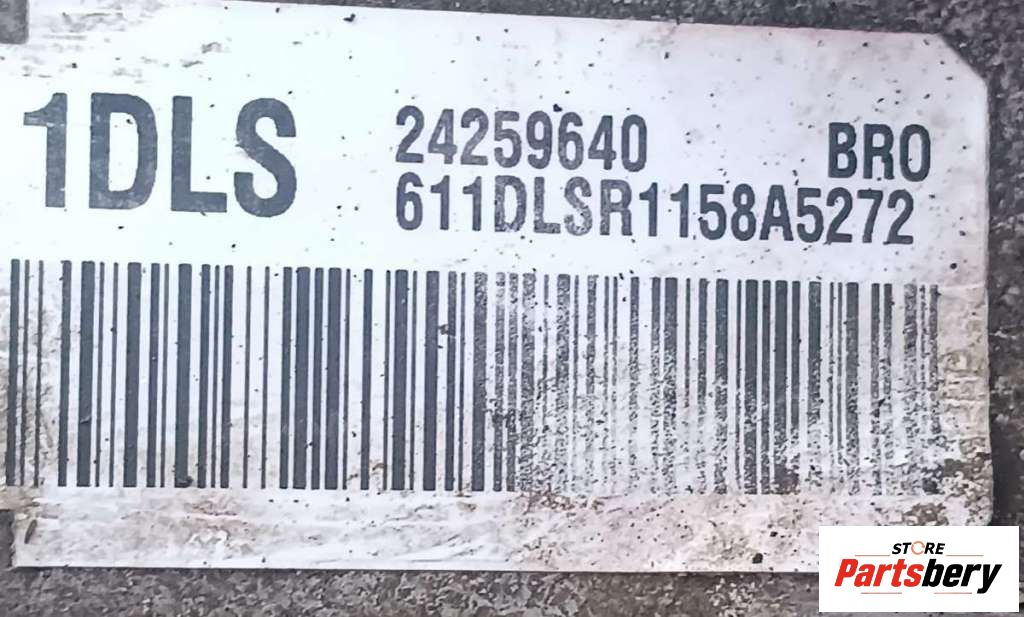 1DLS
24259640 BRO
611DLSR1158A5272
STORE
Partsbery